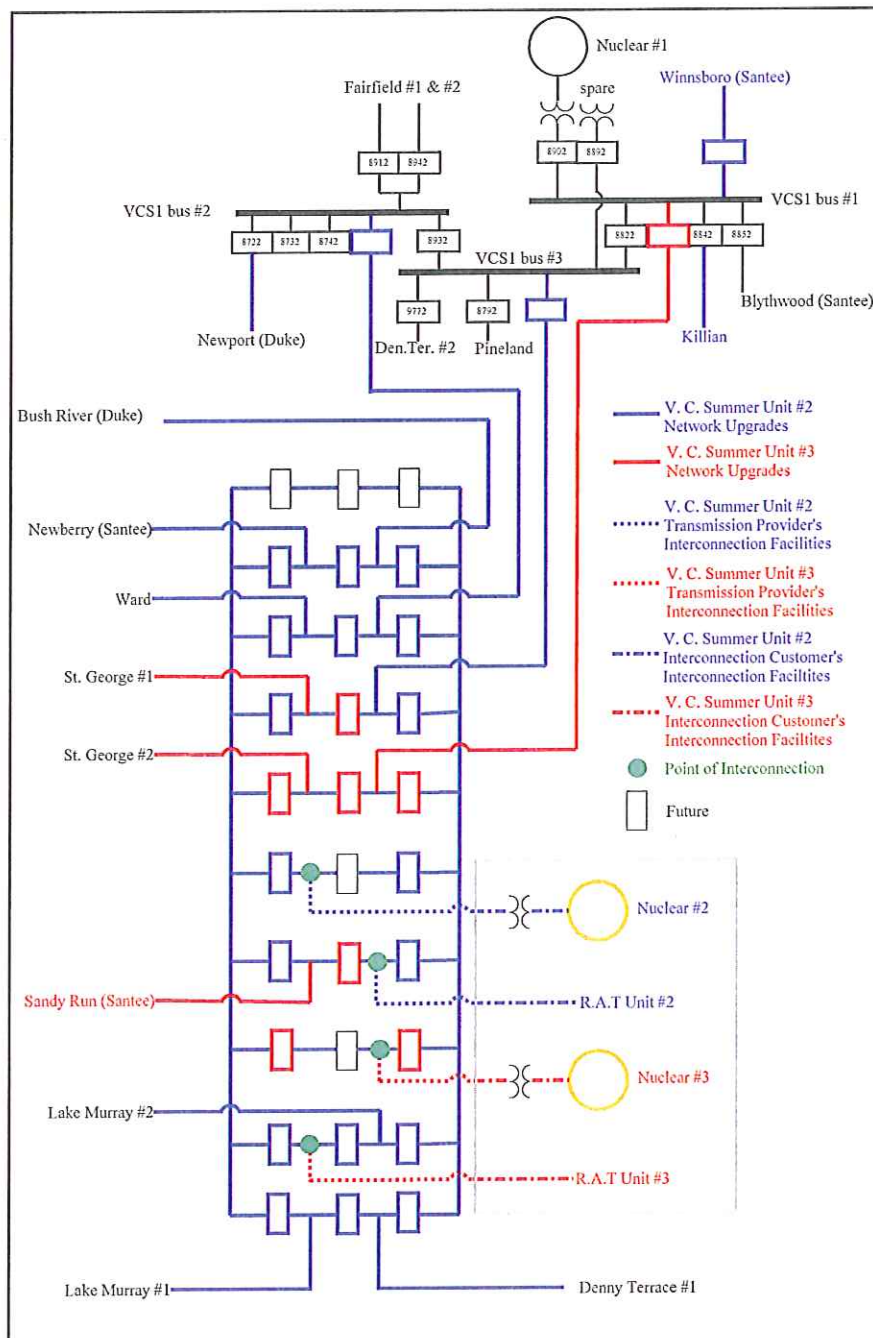 Nuclear #1
Winnsboro (Santee)
Fairfield #1 & #2
spare
8912
8942
8902
8892
VCS1 bus #2
VCS1 bus #1
8722
8732
8742
8932
8822
8842
8852
VCS1 bus #3
9772
8792
Blythwood (Santee)
Newport (Duke)
Den.Ter. #2
Pineland
Killian
Bush River (Duke)
V. C. Summer Unit #2
Network Upgrades
V. C. Summer Unit #3
Network Upgrades
Newberry (Santee)
V. C. Summer Unit #2
Transmission Provider's
Interconnection Facilities
Ward
V. C. Summer Unit #3
Transmission Provider's
Interconnection Facilities
V. C. Summer Unit #2
Interconnection Customer's
Interconnection Faciltites
St. George #1
V. C. Summer Unit #3
Interconnection Customer's
Interconnection Faciltites
St. George #2
Point of Interconnection
Future
Nuclear #2
Sandy Run (Santee)
R.A.T Unit #2
Nuclear #3
Lake Murray #2
R.A.T Unit #3
Lake Murray #1
Denny Terrace #1